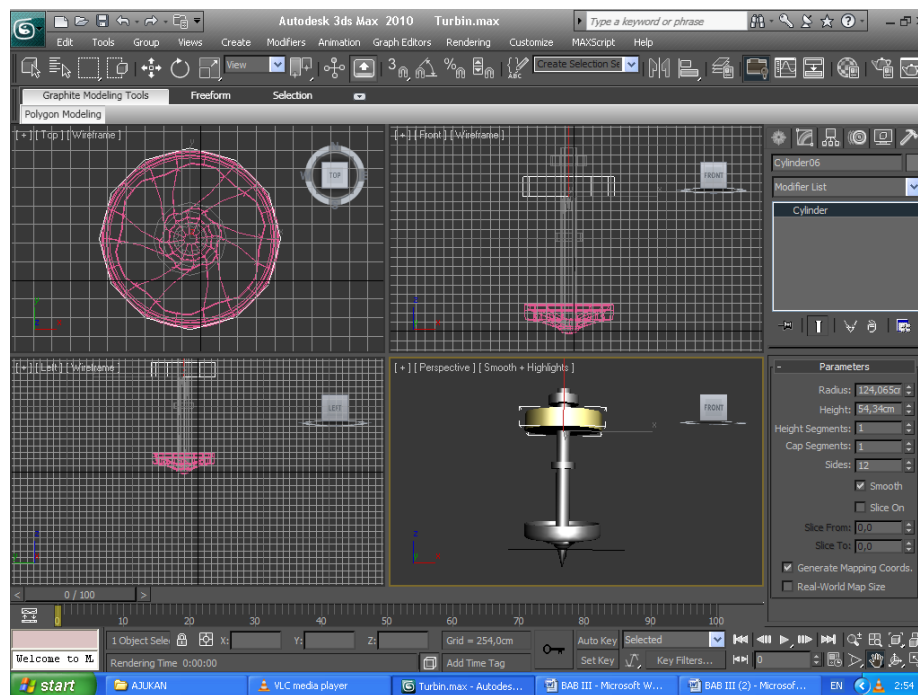 Autodesk 3ds Max 2010 Turbin.max
Type a keyword or phrase
Edit Tools Group Views Create Modifiers Animation Graph Editors Rendering Customize MAXScript Help
View
3
Create Selection Se
ABC
Graphite Modeling Tools Freeform Selection
Polygon Modeling
[ + ] [ Top ] [ Wireframe ]
TOP
[ + ] [ Front ] [ Wireframe ]
FRONT
Cylinder06
Modifier List
Cylinder
[ + ] [ Left ] [ Wireframe ]
LEFT
[ + ] [ Perspective ] [ Smooth + Highlights ]
FRONT
Parameters
Radius: 124,065cm
Height: 54,34cm
Height Segments: 1
Cap Segments: 1
Sides: 12
Smooth
Slice On
Slice From: 0,0
Slice To: 0,0
Generate Mapping Coords.
Real-World Map Size
< 0 / 100 >
0 10 20 30 40 50 60 70 80 90 100
1 Object Sele X: Y: Z: Grid = 254,0cm Auto Key Selected
Welcome to M
Rendering Time 0:00:00 Add Time Tag Set Key Key Filters... 0
start AJUKAN VLC media player Turbin.max - Autodes... BAB III - Microsoft W... BAB III (2) - Microsof... EN 2:54